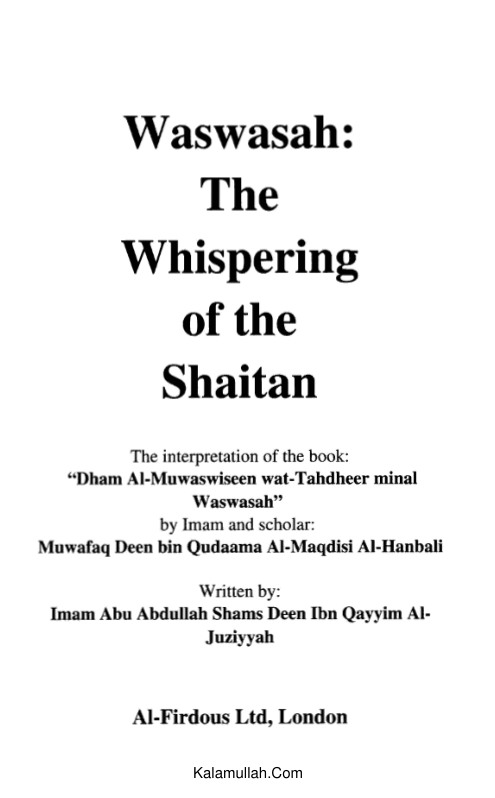 Waswasah:
The
Whispering
of the
Shaitan
The interpretation of the book:
“Dham Al-Muwaswiseen wat-Tahdheer minal
Waswasah”
by Imam and scholar:
Muwafaq Deen bin Qudaama Al-Maqdisi Al-Hanbali
Written by:
Imam Abu Abdullah Shams Deen Ibn Qayyim Al-
Juziyyah
Al-Firdous Ltd, London
Kalamullah.Com